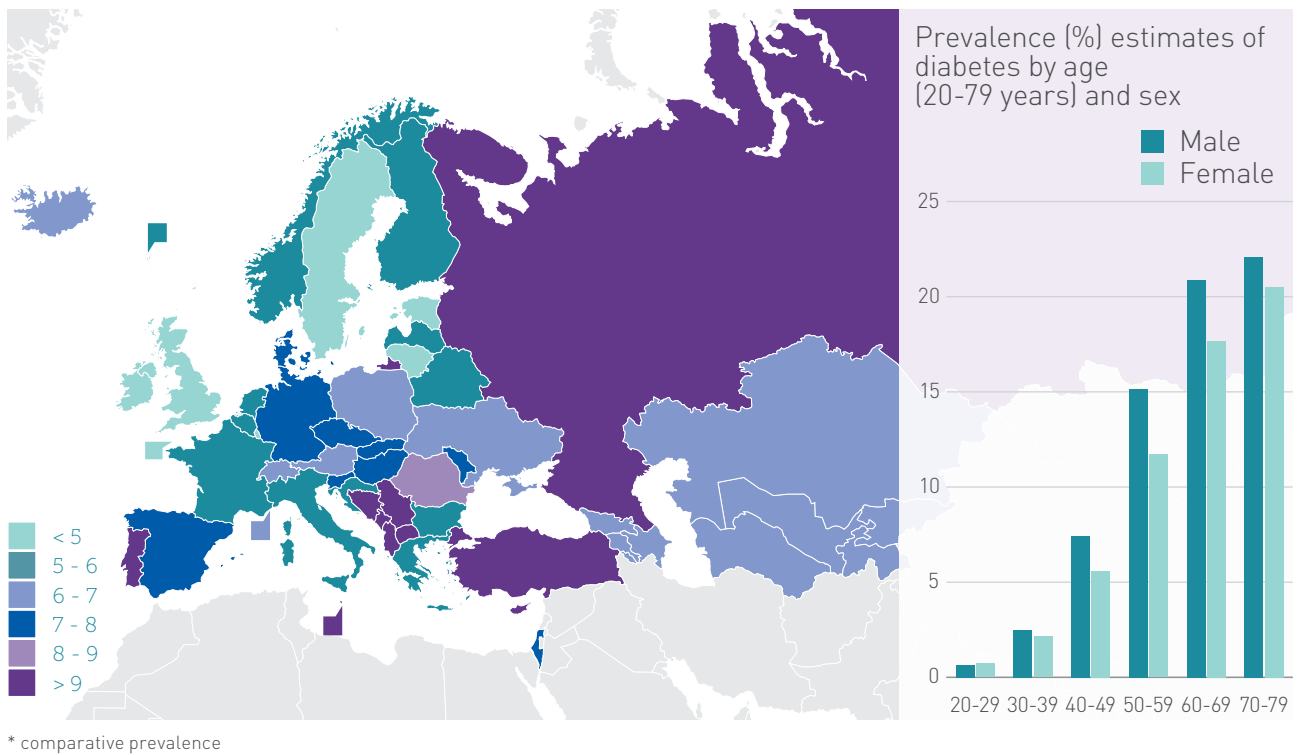 Prevalence (%) estimates of
diabetes by age
(20-79 years) and sex
Male
Female
25
20
15
10
5
0
20-29 30-39 40-49 50-59 60-69 70-79
< 5
5 - 6
6 - 7
7 - 8
8 - 9
> 9
* comparative prevalence